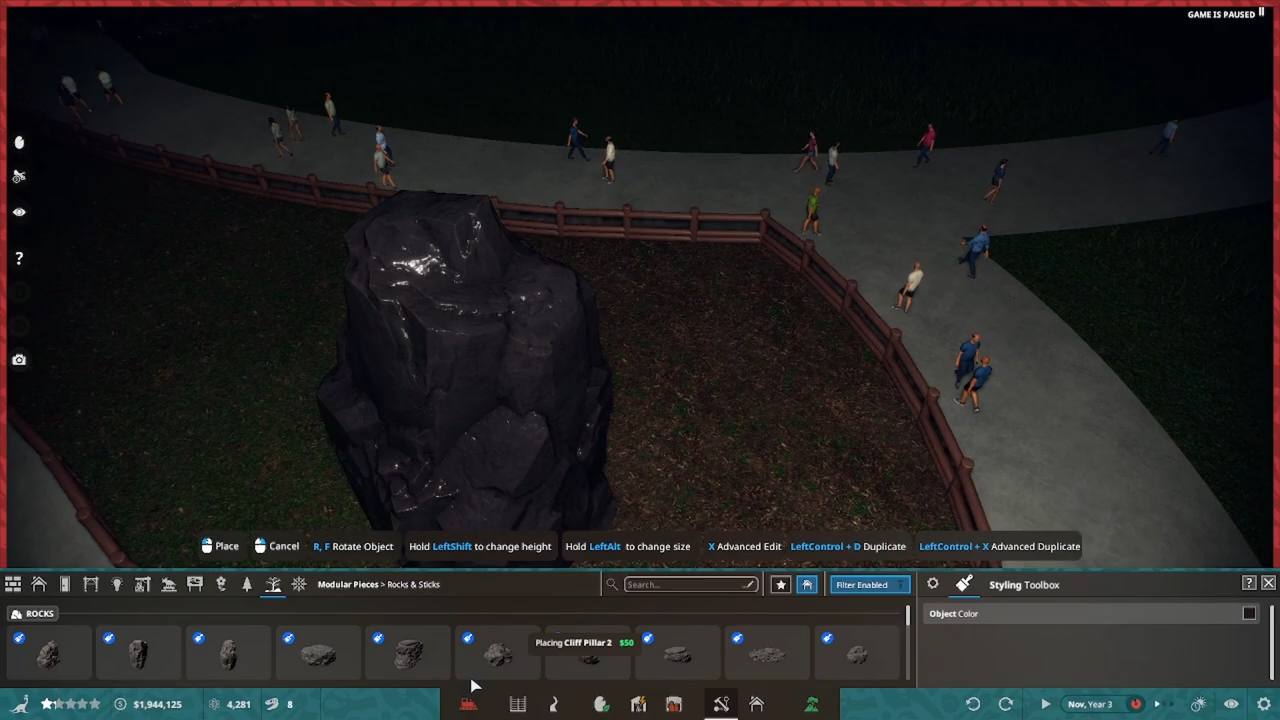 GAME IS PAUSED
?
Place Cancel R, F Rotate Object Hold LeftShift to change height Hold LeftAlt to change size X Advanced Edit LeftControl + D Duplicate LeftControl + X Advanced Duplicate
Modular Pieces > Rocks & Sticks
Search...
Filter Enabled
Styling Toolbox
?
ROCKS
Object Color
Placing Cliff Pillar 2 $50
1
$1,944,125
4,281
8
Nov, Year 3